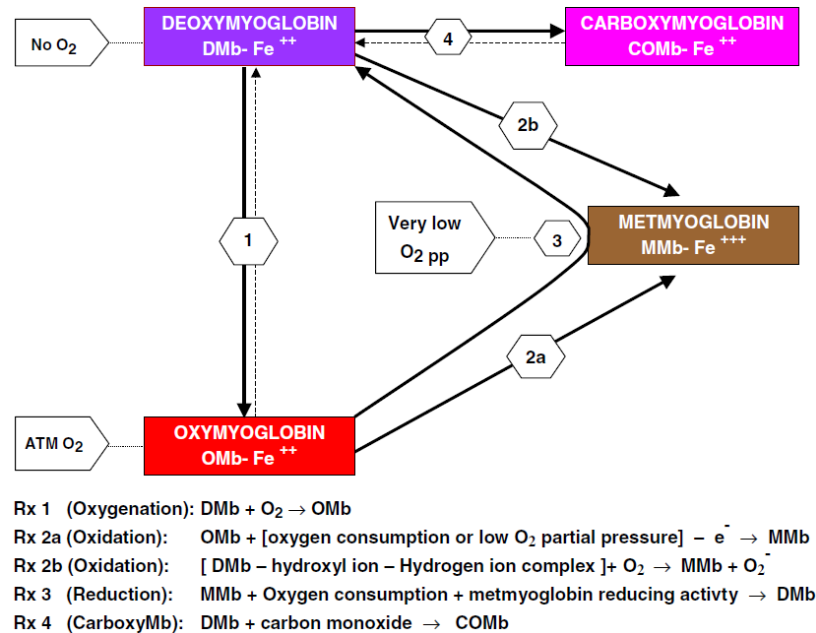 No O₂
DEOXYMYOGLOBIN
DMb- Fe ⁺⁺
4
CARBOXYMYOGLOBIN
COMb- Fe ⁺⁺
2b
1
Very low
O₂ pp
3
METMYOGLOBIN
MMb- Fe ⁺⁺⁺
2a
ATM O₂
OXYMYOGLOBIN
OMb- Fe ⁺⁺
Rx 1 (Oxygenation): DMb + O₂ → OMb
Rx 2a (Oxidation): OMb + [oxygen consumption or low O₂ partial pressure] – e⁻ → MMb
Rx 2b (Oxidation): [ DMb – hydroxyl ion – Hydrogen ion complex ]+ O₂ → MMb + O₂⁻
Rx 3 (Reduction): MMb + Oxygen consumption + metmyoglobin reducing activty → DMb
Rx 4 (CarboxyMb): DMb + carbon monoxide → COMb